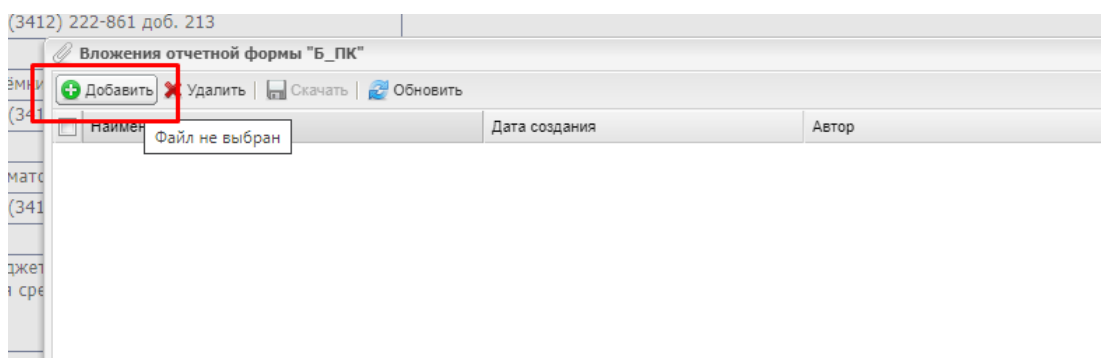 (3412) 222-861 доб. 213
Вложения отчетной формы "Б_ПК"
Добавить Удалить Скачать Обновить
(341
Дата создания Автор
Файл не выбран
(341